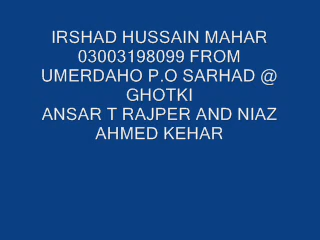 IRSHAD HUSSAIN MAHAR
03003198099 FROM
UMERDAHO P.O SARHAD @
GHOTKI
ANSAR T RAJPER AND NIAZ
AHMED KEHAR